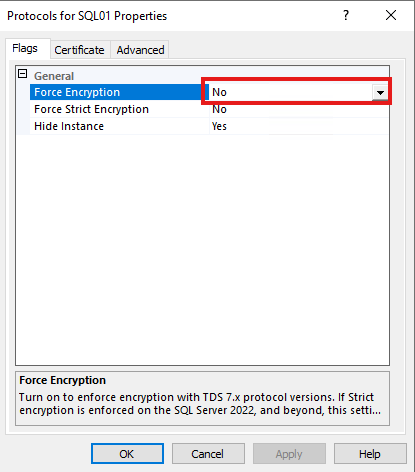 Protocols for SQL01 Properties
Flags Certificate Advanced
General
Force Encryption No
Force Strict Encryption No
Hide Instance Yes
Force Encryption
Turn on to enforce encryption with TDS 7.x protocol versions. If Strict
encryption is enforced on the SQL Server 2022, and beyond, this setti...
OK Cancel Apply Help